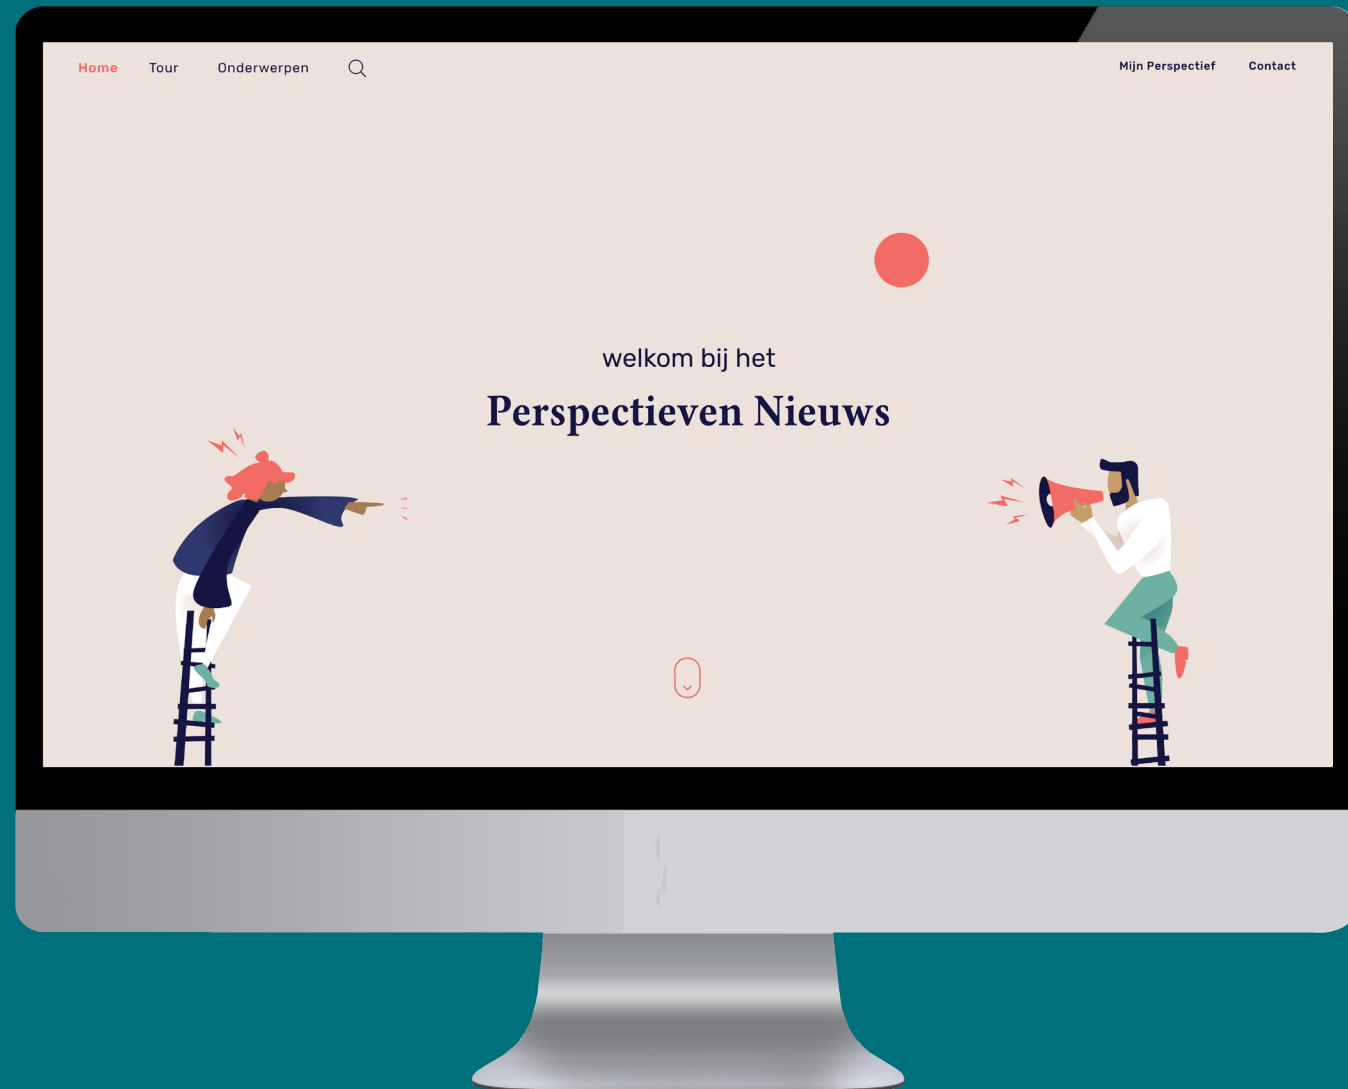 Home Tour Onderwerpen Mijn Perspectief Contact
welkom bij het
Perspectieven Nieuws